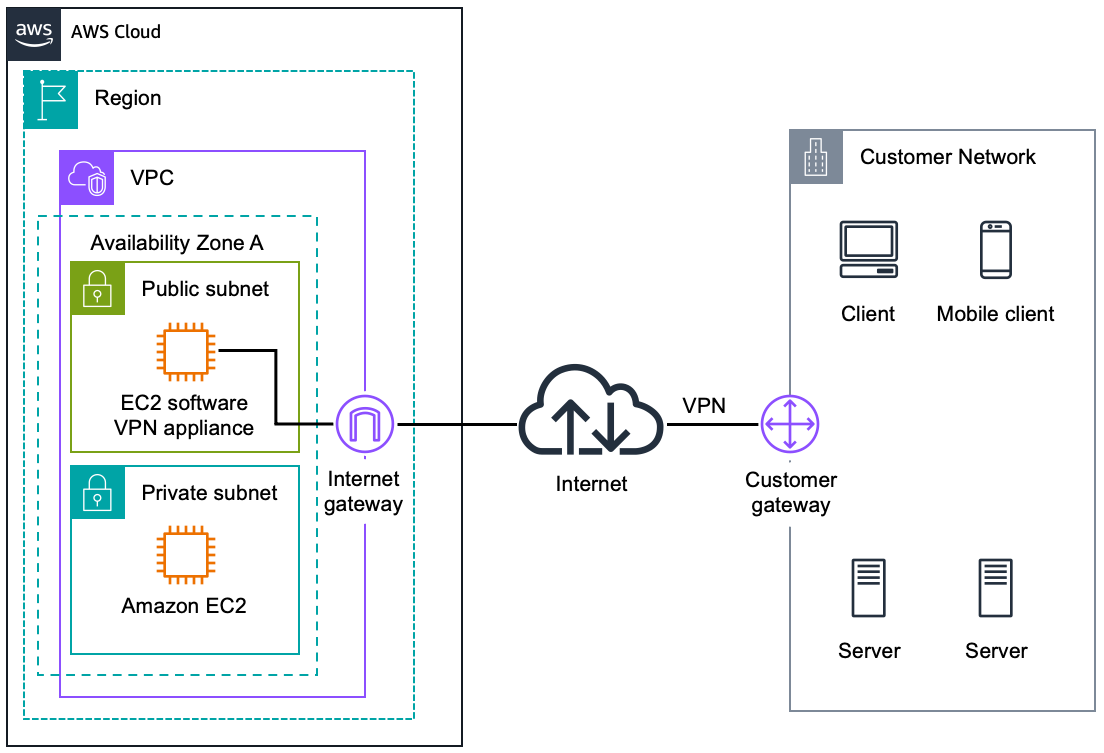 aws
AWS Cloud
Region
VPC
Availability Zone A
Public subnet
EC2 software
VPN appliance
Private subnet
Amazon EC2
Internet
gateway
Internet
VPN
Customer
gateway
Customer Network
Client
Mobile client
Server
Server